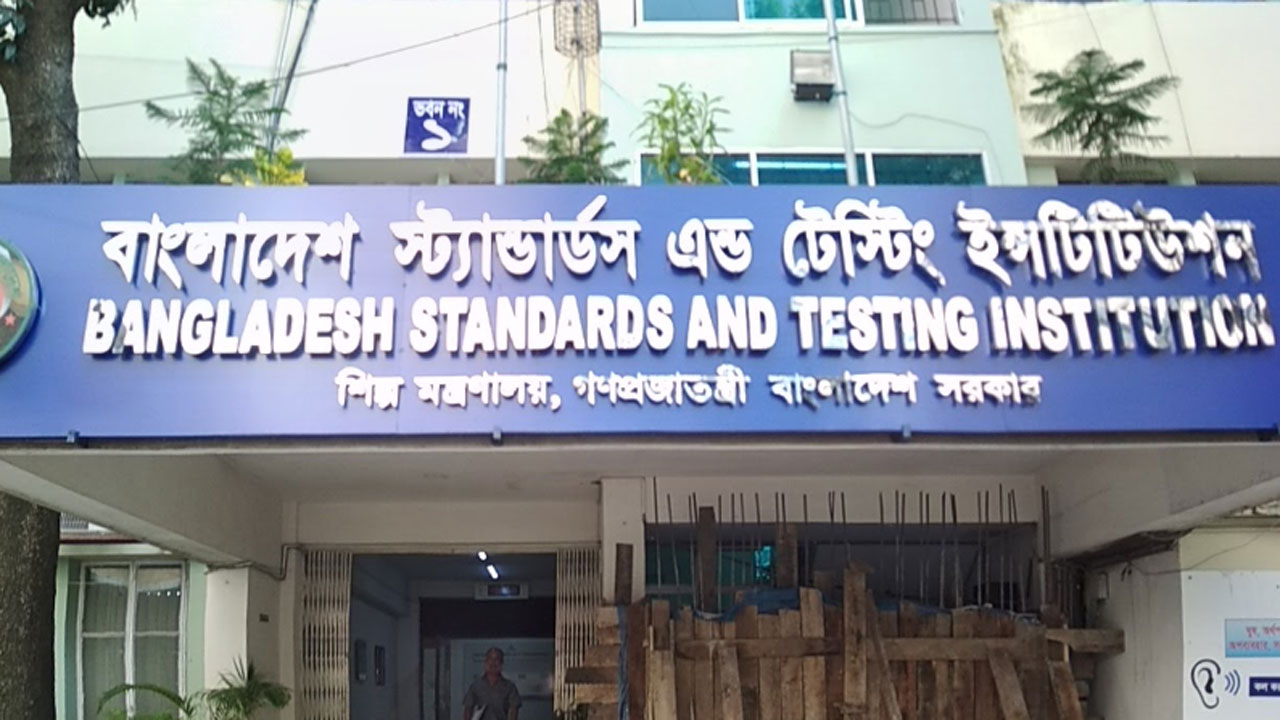 ভবন নং
১
বাংলাদেশ স্ট্যান্ডার্ডস এন্ড টেস্টিং ইন্সটিটিউশন
BANGLADESH STANDARDS AND TESTING INSTITUTION
শিল্প মন্ত্রণালয়, গণপ্রজাতন্ত্রী বাংলাদেশ সরকার